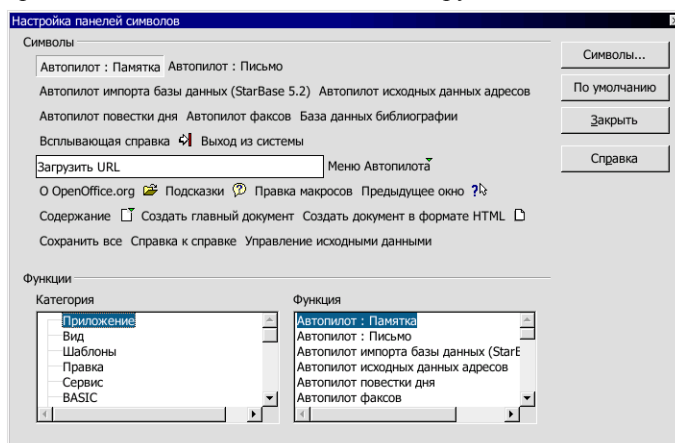 Настройка панелей символов
Символы
Автопилот : Памятка Автопилот : Письмо
Автопилот импорта базы данных (StarBase 5.2) Автопилот исходных данных адресов
Автопилот повестки дня Автопилот факсов База данных библиографии
Всплывающая справка Выход из системы
Загрузить URL Меню Автопилота
О OpenOffice.org Подсказки Правка макросов Предыдущее окно
Содержание Создать главный документ Создать документ в формате HTML
Сохранить все Справка к справке Управление исходными данными
Символы...
По умолчанию
Закрыть
Справка
Функции
Категория
Приложение
Вид
Шаблоны
Правка
Сервис
BASIC
Функция
Автопилот : Памятка
Автопилот : Письмо
Автопилот импорта базы данных (StarE
Автопилот исходных данных адресов
Автопилот повестки дня
Автопилот факсов